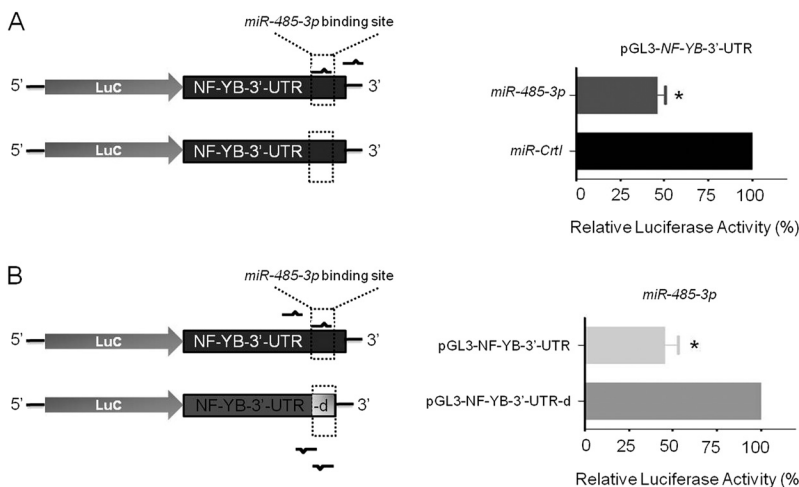 A
miR-485-3p binding site
5' LuC NF-YB-3'-UTR 3'
5' LuC NF-YB-3'-UTR 3'
pGL3-NF-YB-3'-UTR
miR-485-3p *
miR-Crtl
0 25 50 75 100
Relative Luciferase Activity (%)
B
miR-485-3p binding site
5' LuC NF-YB-3'-UTR 3'
5' LuC NF-YB-3'-UTR -d 3'
miR-485-3p
pGL3-NF-YB-3'-UTR *
pGL3-NF-YB-3'-UTR-d
0 25 50 75 100
Relative Luciferase Activity (%)